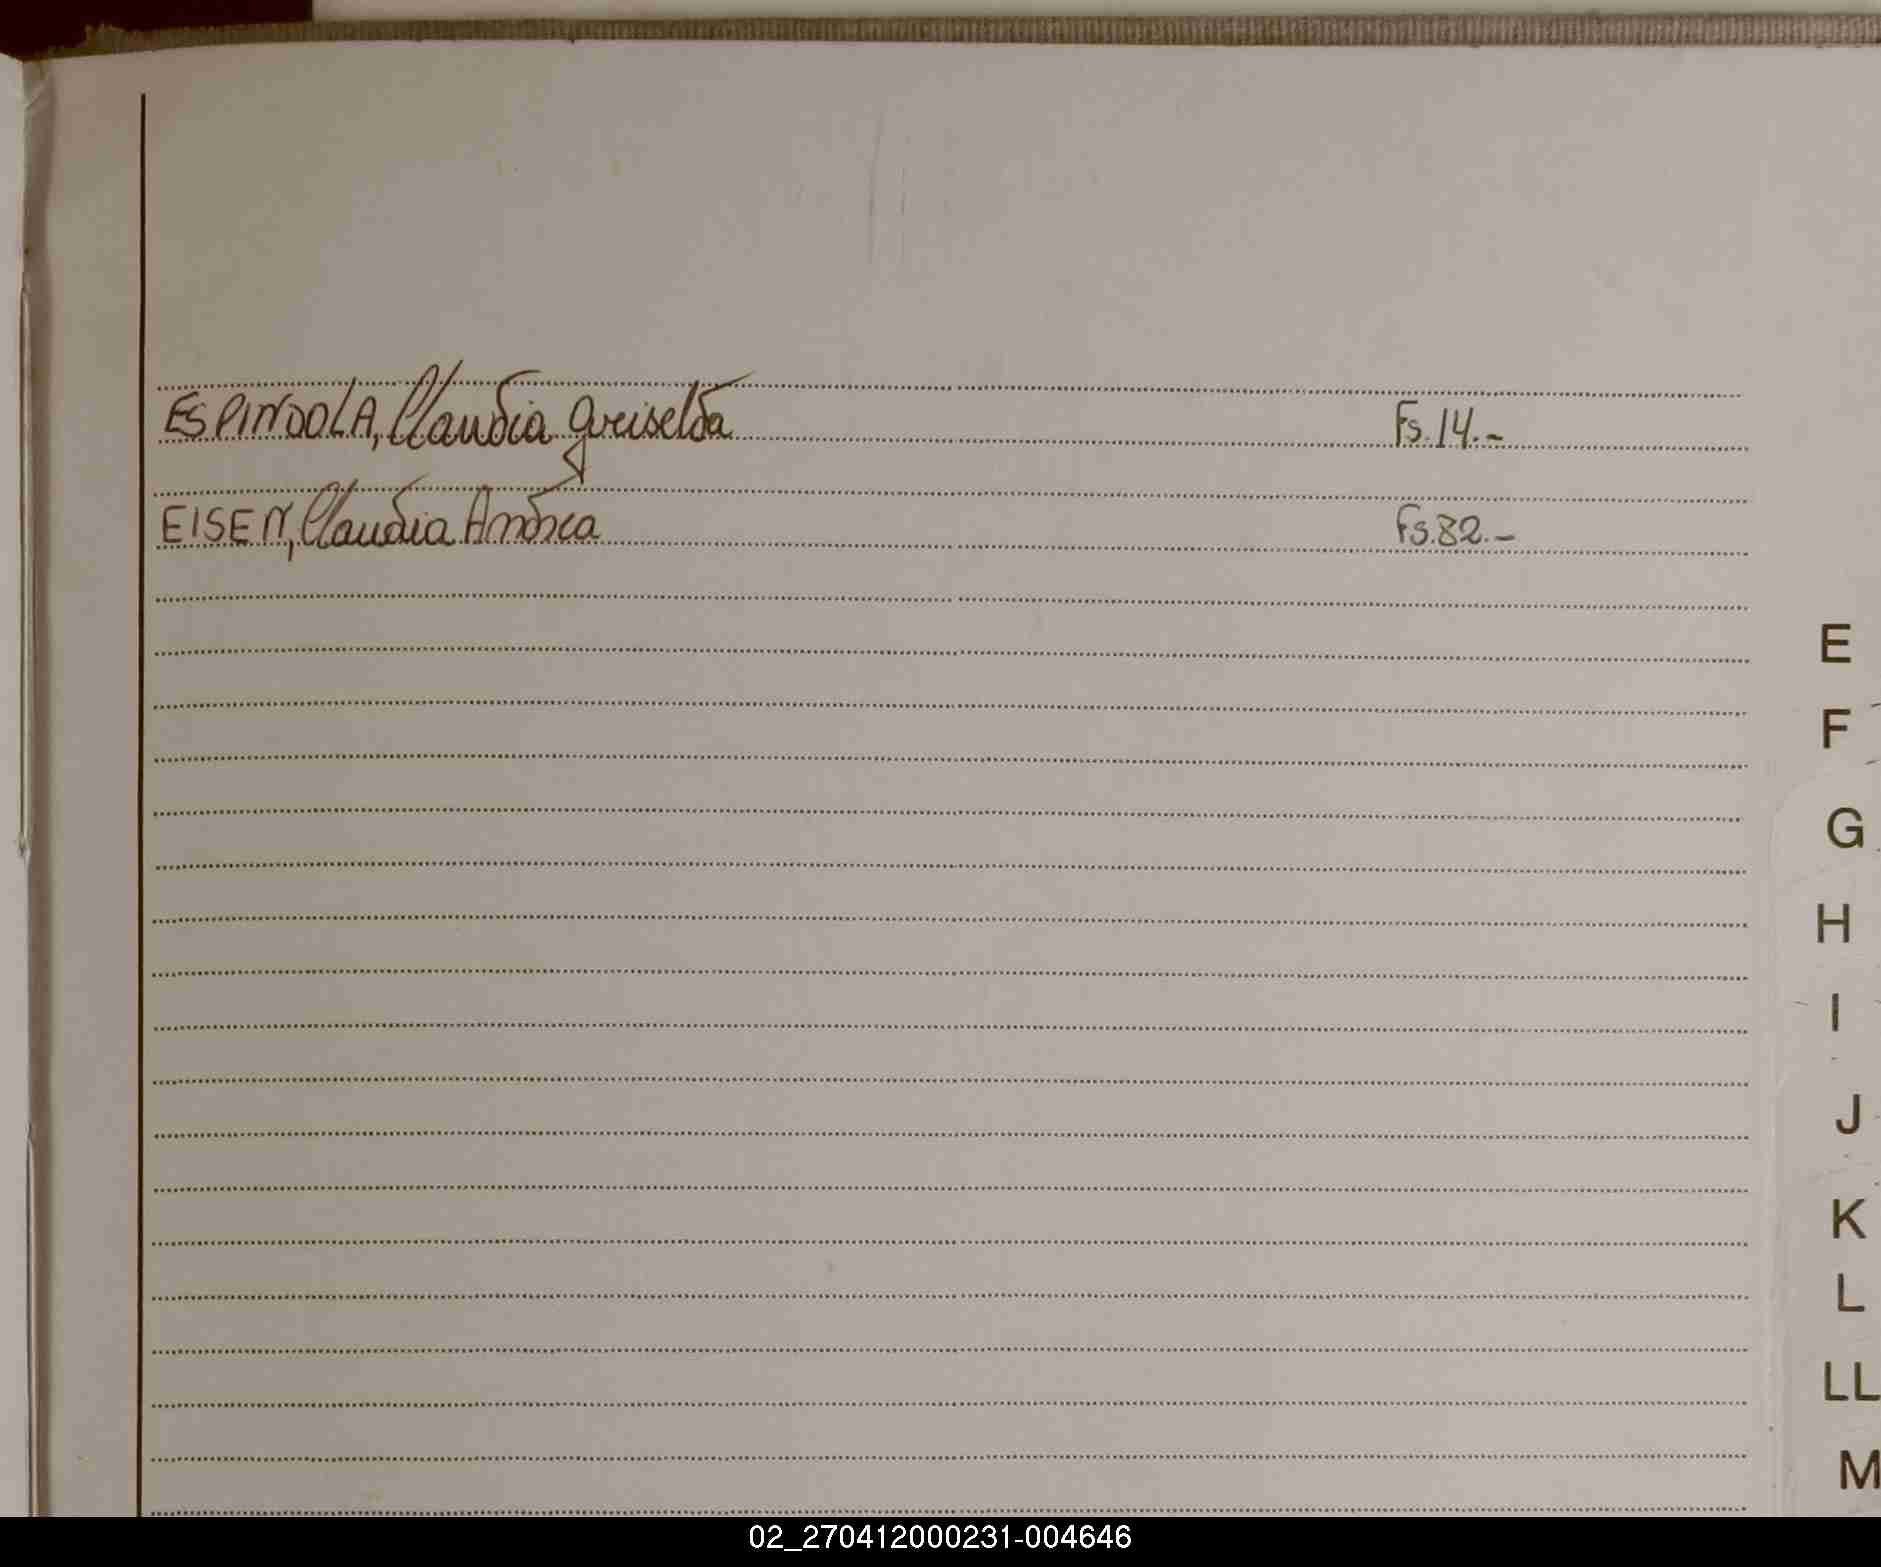 ESPINDOLA, Claudia Griselda Fs. 14.-
EISEN, Claudia Andrea Fs. 82.-
E
F
G
H
I
J
K
L
LL
M
02_270412000231-004646